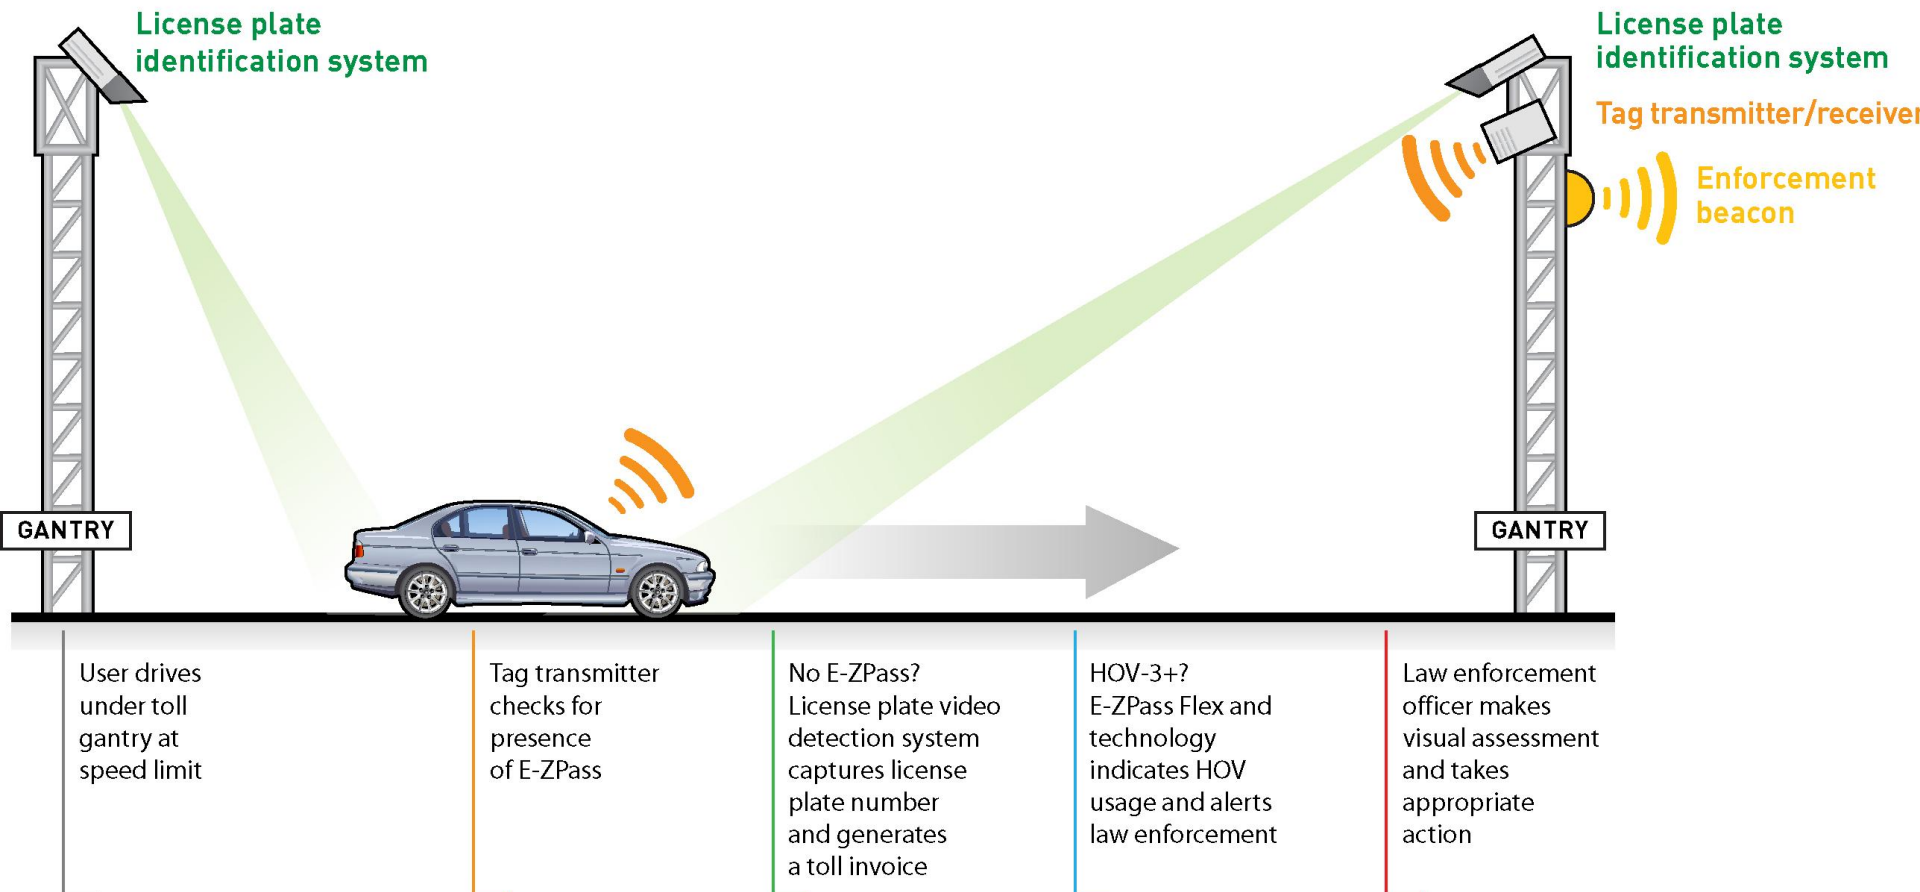 License plate
identification system
License plate
identification system
Tag transmitter/receiver
Enforcement
beacon
GANTRY
GANTRY
User drives
under toll
gantry at
speed limit
Tag transmitter
checks for
presence
of E-ZPass
No E-ZPass?
License plate video
detection system
captures license
plate number
and generates
a toll invoice
HOV-3+?
E-ZPass Flex and
technology
indicates HOV
usage and alerts
law enforcement
Law enforcement
officer makes
visual assessment
and takes
appropriate
action